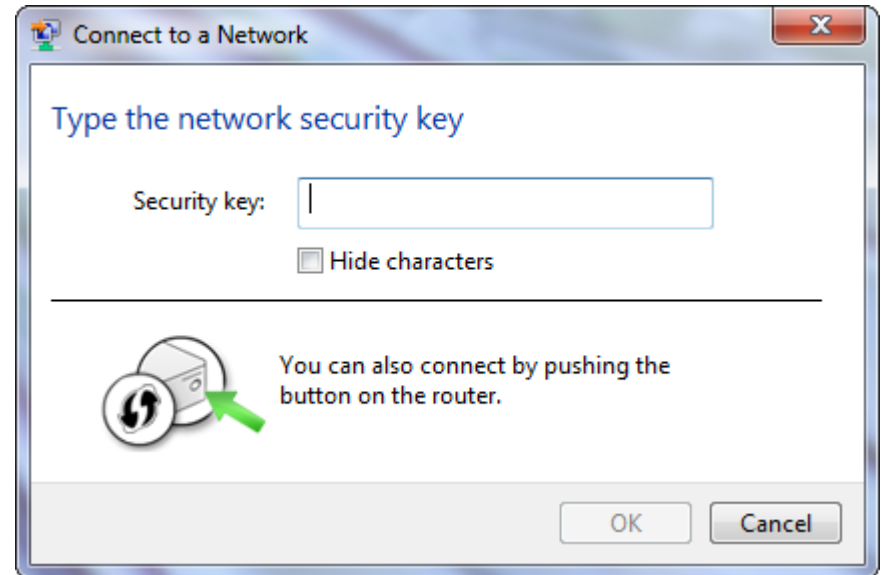 Connect to a Network
Type the network security key
Security key:
Hide characters
You can also connect by pushing the
button on the router.
OK
Cancel